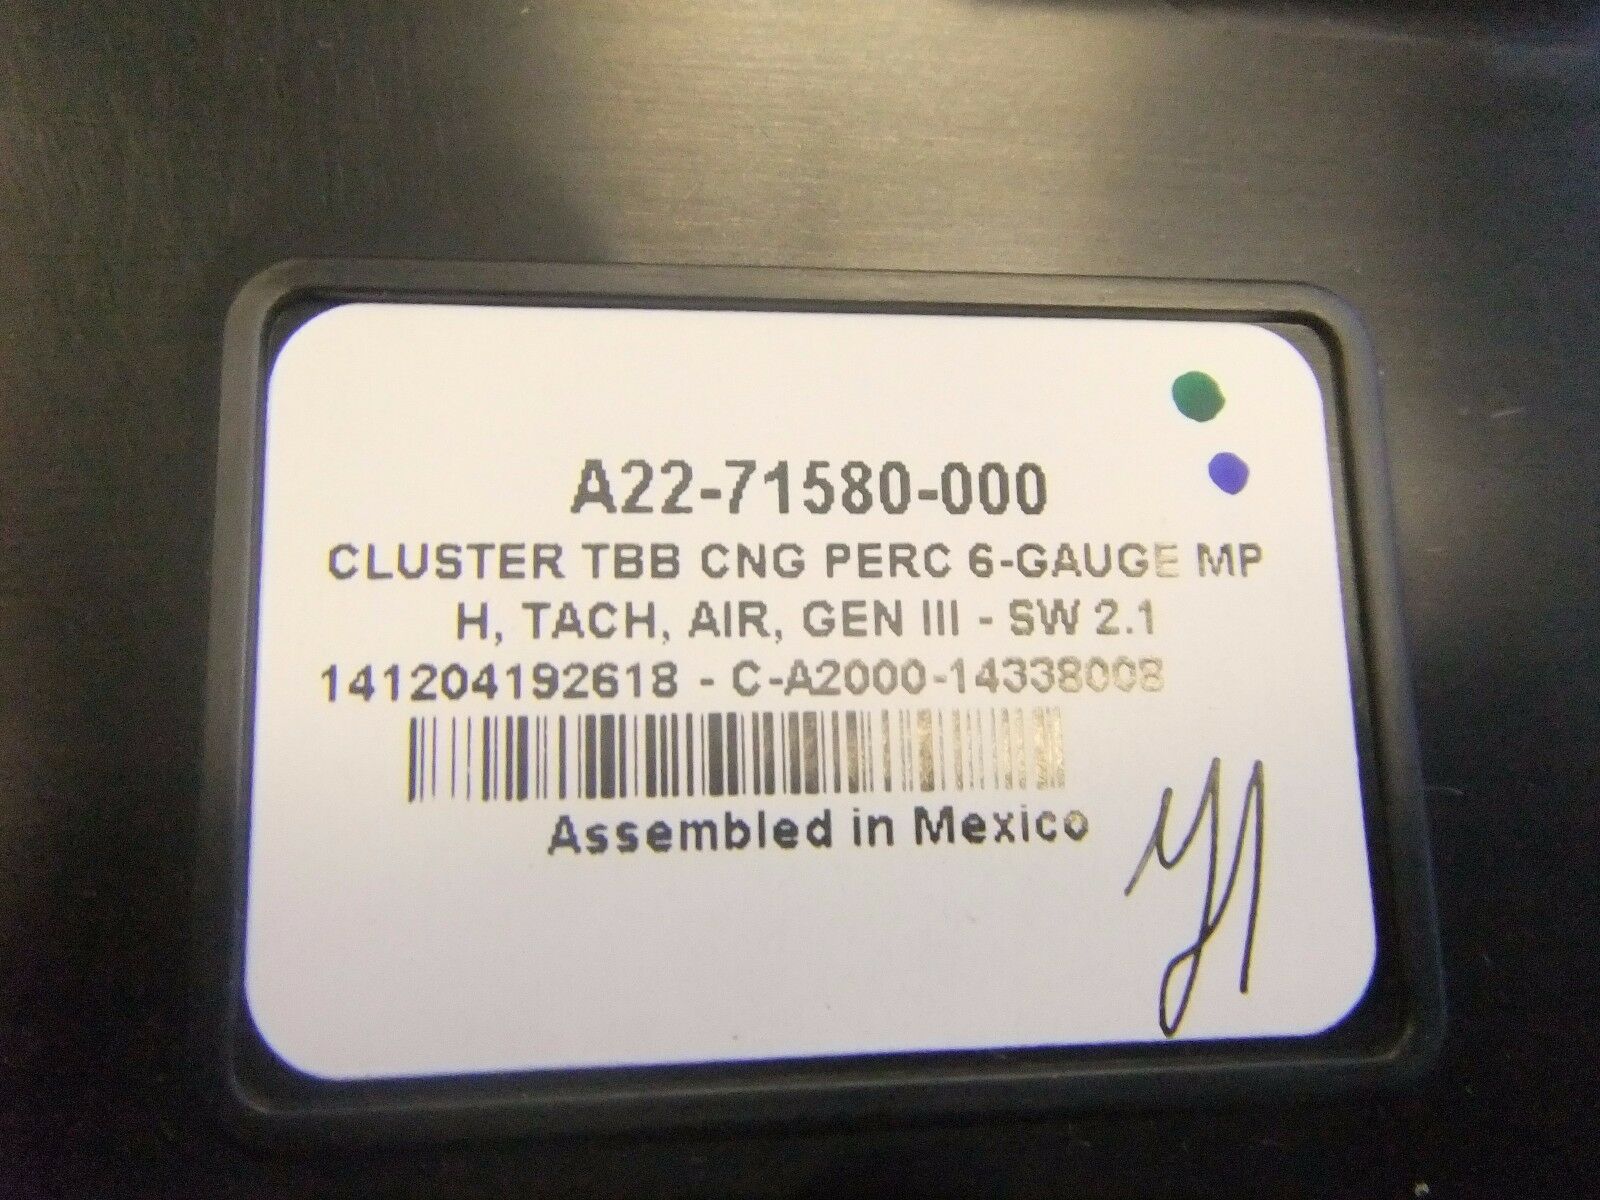 A22-71580-000
CLUSTER TBB CNG PERC 6-GAUGE MP
H, TACH, AIR, GEN III - SW 2.1
141204192618 - C-A2000-14338008
Assembled in Mexico